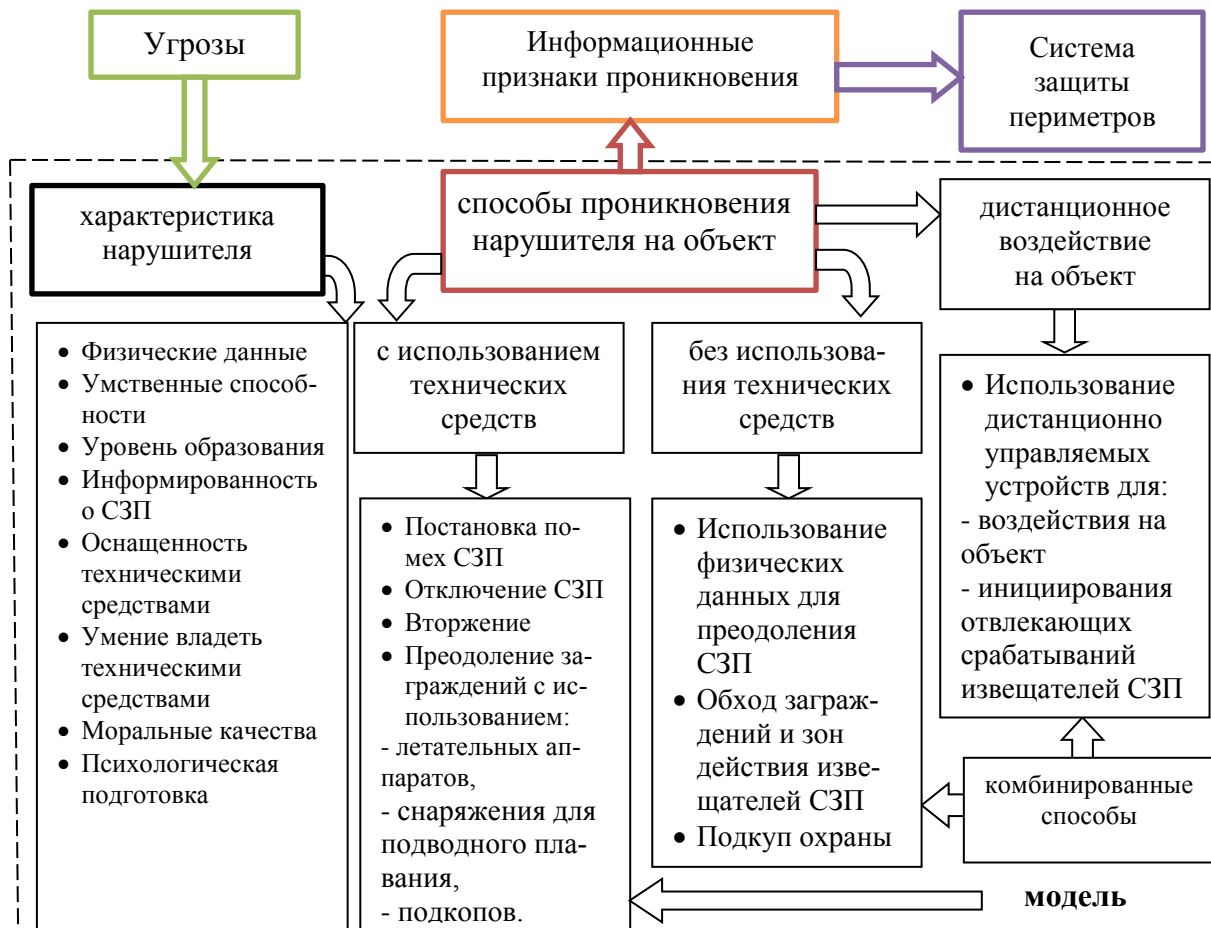 Угрозы
Информационные
признаки проникновения
Система
защиты
периметров
характеристика
нарушителя
способы проникновения
нарушителя на объект
дистанционное
воздействие
на объект
• Физические данные
• Умственные способ-
ности
• Уровень образования
• Информированность
о СЗП
• Оснащенность
техническими
средствами
• Умение владеть
техническими
средствами
• Моральные качества
• Психологическая
подготовка
с использованием
технических
средств
• Постановка по-
мех СЗП
• Отключение СЗП
• Вторжение
• Преодоление за-
граждений с ис-
пользованием:
- летательных ап-
паратов,
- снаряжения для
подводного пла-
вания,
- подкопов.
без использова-
ния технических
средств
• Использование
физических
данных для
преодоления
СЗП
• Обход заграж-
дений и зон
действия изве-
щателей СЗП
• Подкуп охраны
• Использование
дистанционно
управляемых
устройств для:
- воздействия на
объект
- инициирования
отвлекающих
срабатываний
извещателей СЗП
комбинированные
способы
модель